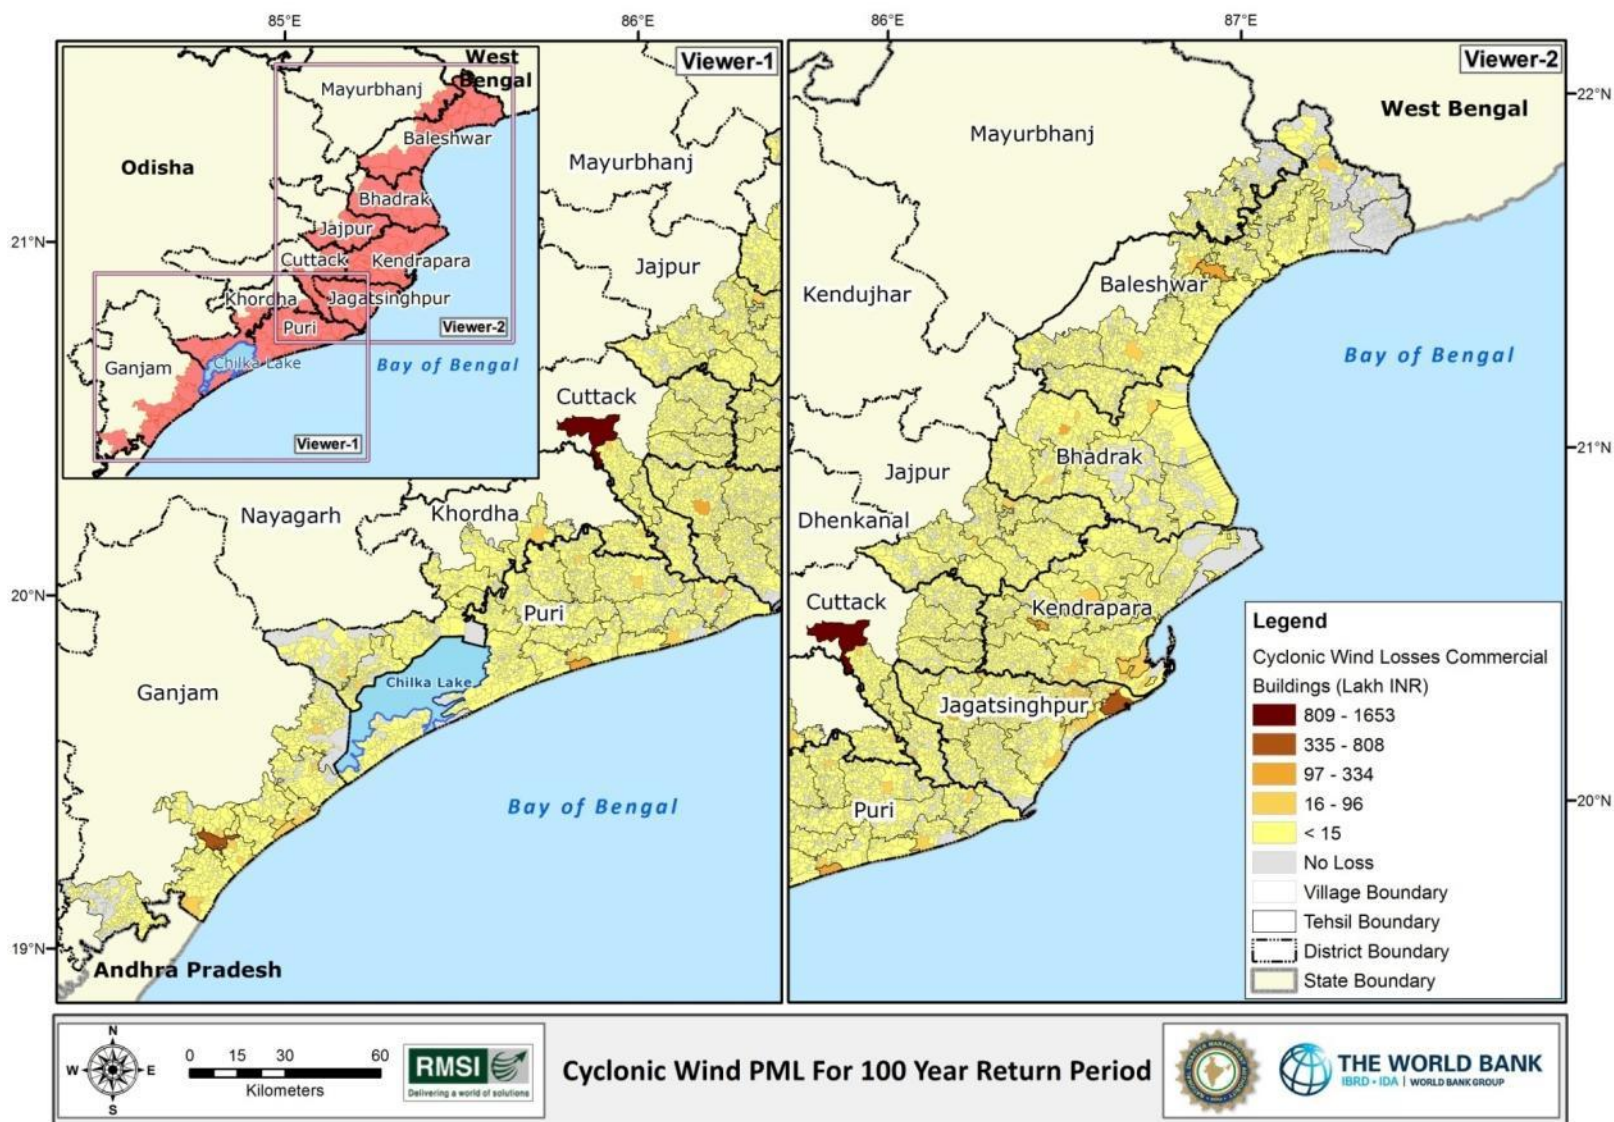 85°E
86°E
86°E
87°E
Viewer-1
Viewer-2
22°N
21°N
21°N
20°N
20°N
19°N
West
Bengal
Mayurbhanj
Baleshwar
Odisha
Bhadrak
Jajpur
Cuttack
Kendrapara
Khordha
Jagatsinghpur
Puri
Viewer-2
Ganjam
Chilka Lake
Bay of Bengal
Viewer-1
Mayurbhanj
Jajpur
Cuttack
Nayagarh
Khordha
Puri
Ganjam
Chilka Lake
Bay of Bengal
Andhra Pradesh
West Bengal
Mayurbhanj
Kendujhar
Baleshwar
Bay of Bengal
Bhadrak
Jajpur
Dhenkanal
Cuttack
Kendrapara
Jagatsinghpur
Puri
Legend
Cyclonic Wind Losses Commercial
Buildings (Lakh INR)
809 - 1653
335 - 808
97 - 334
16 - 96
< 15
No Loss
Village Boundary
Tehsil Boundary
District Boundary
State Boundary
N
W
E
S
0 15 30 60
Kilometers
RMSI
Delivering a world of solutions
Cyclonic Wind PML For 100 Year Return Period
THE WORLD BANK
IBRD • IDA | WORLD BANK GROUP